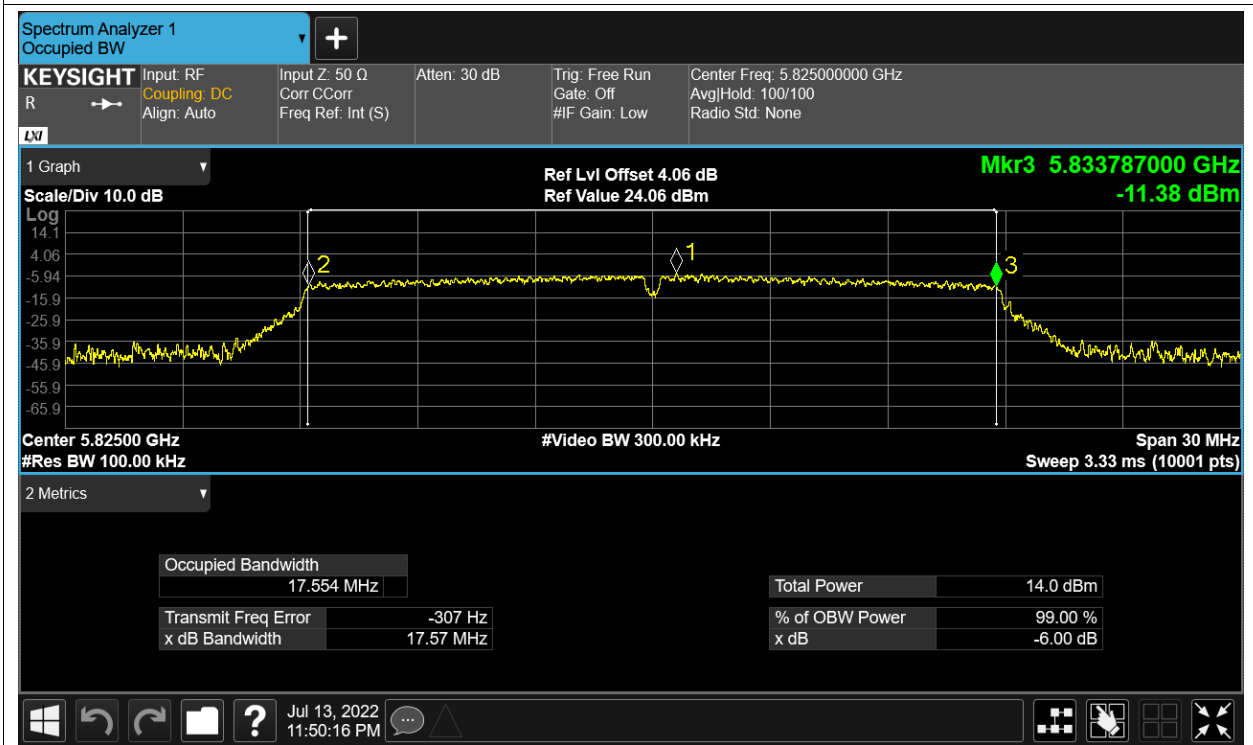 Spectrum Analyzer 1
Occupied BW
KEYSIGHT
R
LXI
Input: RF
Coupling: DC
Align: Auto
Input Z: 50 Ω
Corr CCorr
Freq Ref: Int (S)
Atten: 30 dB
Trig: Free Run
Gate: Off
#IF Gain: Low
Center Freq: 5.825000000 GHz
Avg|Hold: 100/100
Radio Std: None
1 Graph
Scale/Div 10.0 dB
Ref Lvl Offset 4.06 dB
Ref Value 24.06 dBm
Mkr3 5.833787000 GHz
-11.38 dBm
Log
14.1
4.06
-5.94
-15.9
-25.9
-35.9
-45.9
-55.9
-65.9
2
1
3
Center 5.82500 GHz
#Res BW 100.00 kHz
#Video BW 300.00 kHz
Span 30 MHz
Sweep 3.33 ms (10001 pts)
2 Metrics
Occupied Bandwidth
17.554 MHz
Transmit Freq Error -307 Hz
x dB Bandwidth 17.57 MHz
Total Power 14.0 dBm
% of OBW Power 99.00 %
x dB -6.00 dB
?
Jul 13, 2022
11:50:16 PM